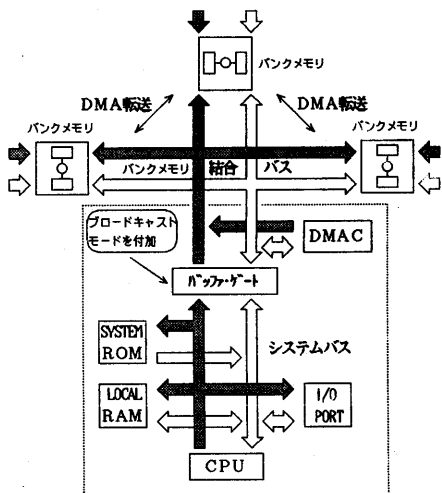 バンクメモリ
DMA転送
DMA転送
バンクメモリ
バンクメモリ
バンクメモリ 結合 バス
ブロードキャスト
モードを付加
DMAC
バッファ・ゲート
SYSTEM
ROM
システムバス
LOCAL
RAM
I/O
PORT
CPU